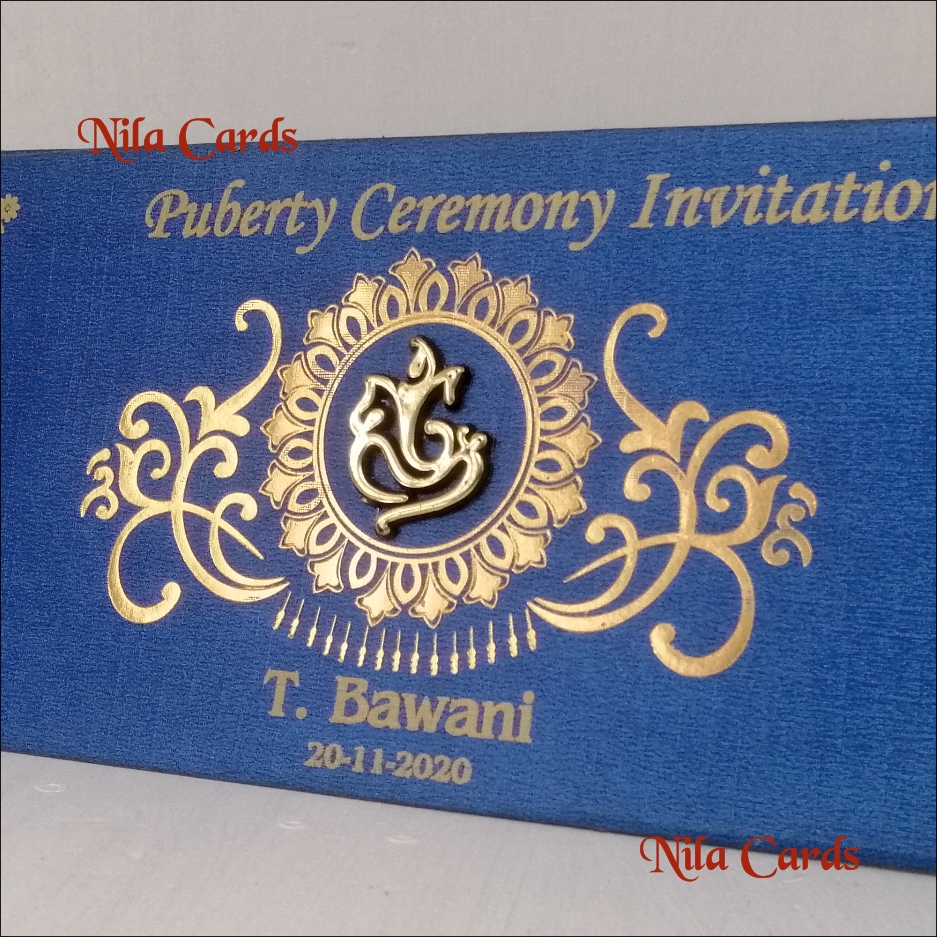 Nila Cards
Puberty Ceremony Invitation
T. Bawani
20-11-2020
Nila Cards